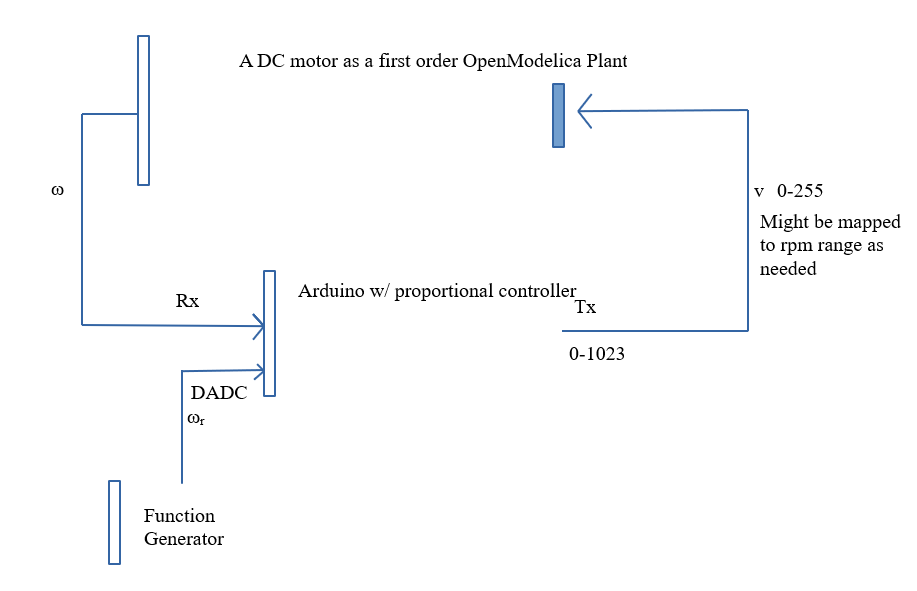 A DC motor as a first order OpenModelica Plant
ω
v 0-255
Might be mapped
to rpm range as
needed
Arduino w/ proportional controller
Rx
Tx
0-1023
DADC
ωr
Function
Generator